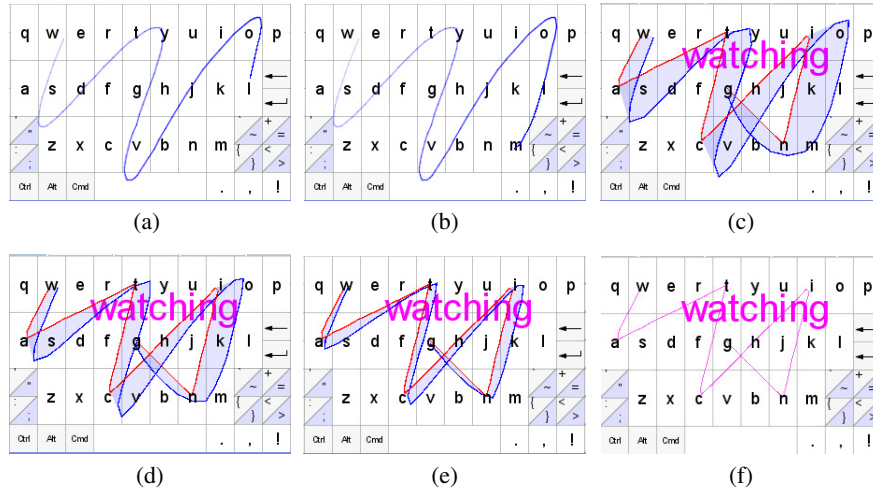 q w e r t y u i o p
a s d f g h j k l
' " + ~ =
: ; z x c v b n m { } < >
Ctrl Alt Cmd . , !
(a)
q w e r t y u i o p
a s d f g h j k l
' " + ~ =
: ; z x c v b n m { } < >
Ctrl Alt Cmd . , !
(b)
q w e r t y u i o p
watching
a s d f g h j k l
' " + ~ =
: ; z x c v b n m { } < >
Ctrl Alt Cmd . , !
(c)
q w e r t y u i o p
watching
a s d f g h j k l
' " + ~ =
: ; z x c v b n m { } < >
Ctrl Alt Cmd . , !
(d)
q w e r t y u i o p
watching
a s d f g h j k l
' " + ~ =
: ; z x c v b n m { } < >
Ctrl Alt Cmd . , !
(e)
q w e r t y u i o p
watching
a s d f g h j k l
' " + ~ =
: ; z x c v b n m { } < >
Ctrl Alt Cmd . , !
(f)